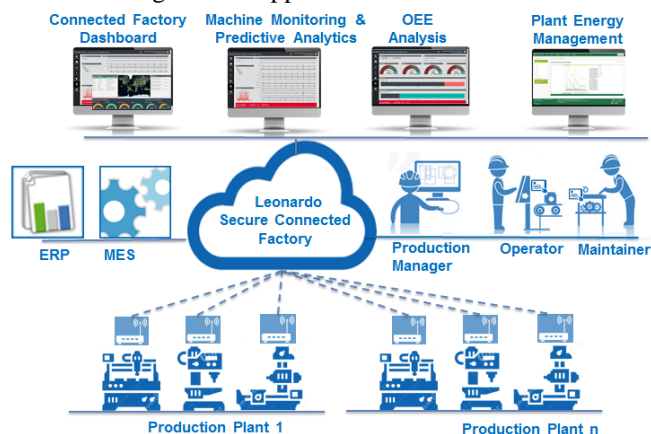 Connected Factory
Dashboard
Machine Monitoring &
Predictive Analytics
OEE
Analysis
Plant Energy
Management
Leonardo
Secure Connected
Factory
ERP
MES
Production
Manager
Operator
Maintainer
Production Plant 1
Production Plant n